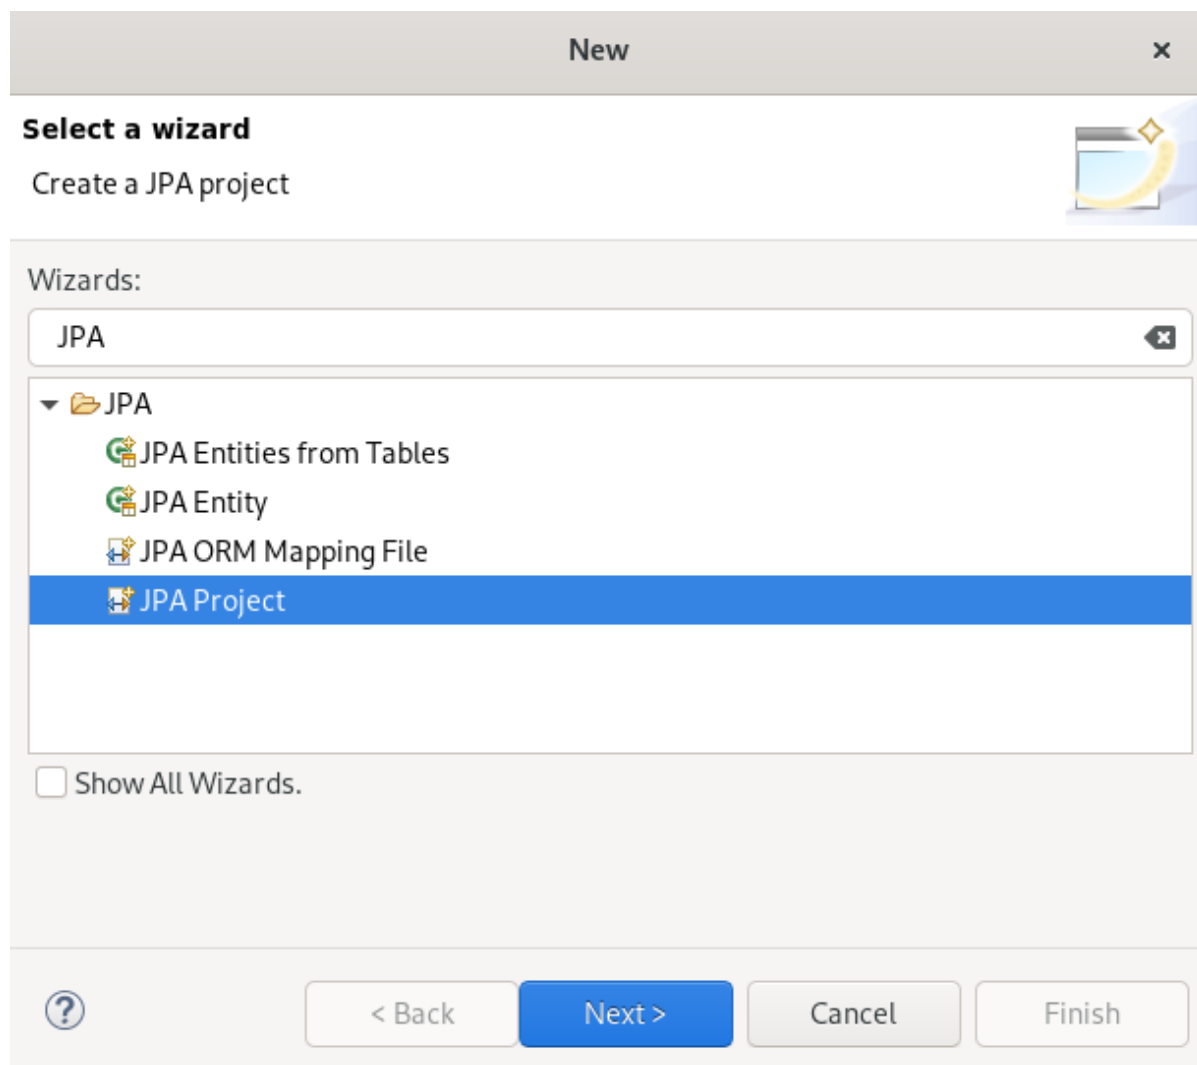 New
Select a wizard
Create a JPA project
Wizards:
JPA
JPA
JPA Entities from Tables
JPA Entity
JPA ORM Mapping File
JPA Project
Show All Wizards.
? < Back Next > Cancel Finish